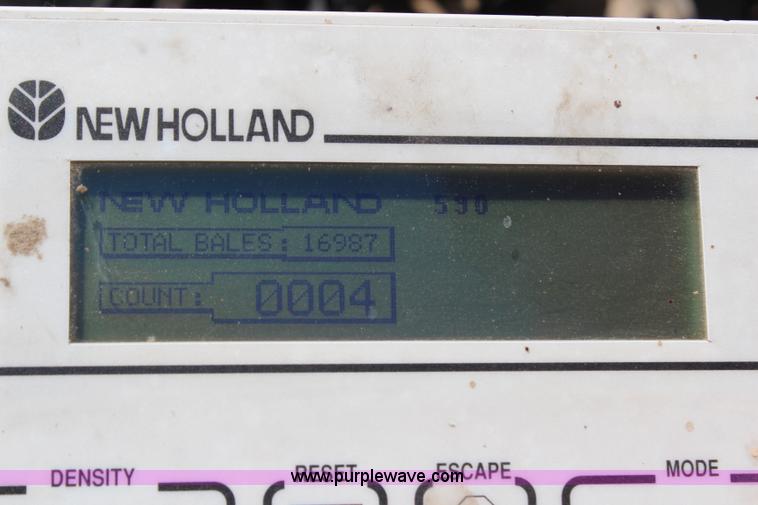 NEW HOLLAND
NEW HOLLAND 590
TOTAL BALES: 16987
COUNT: 0004
DENSITY RESET ESCAPE MODE
www.purplewave.com